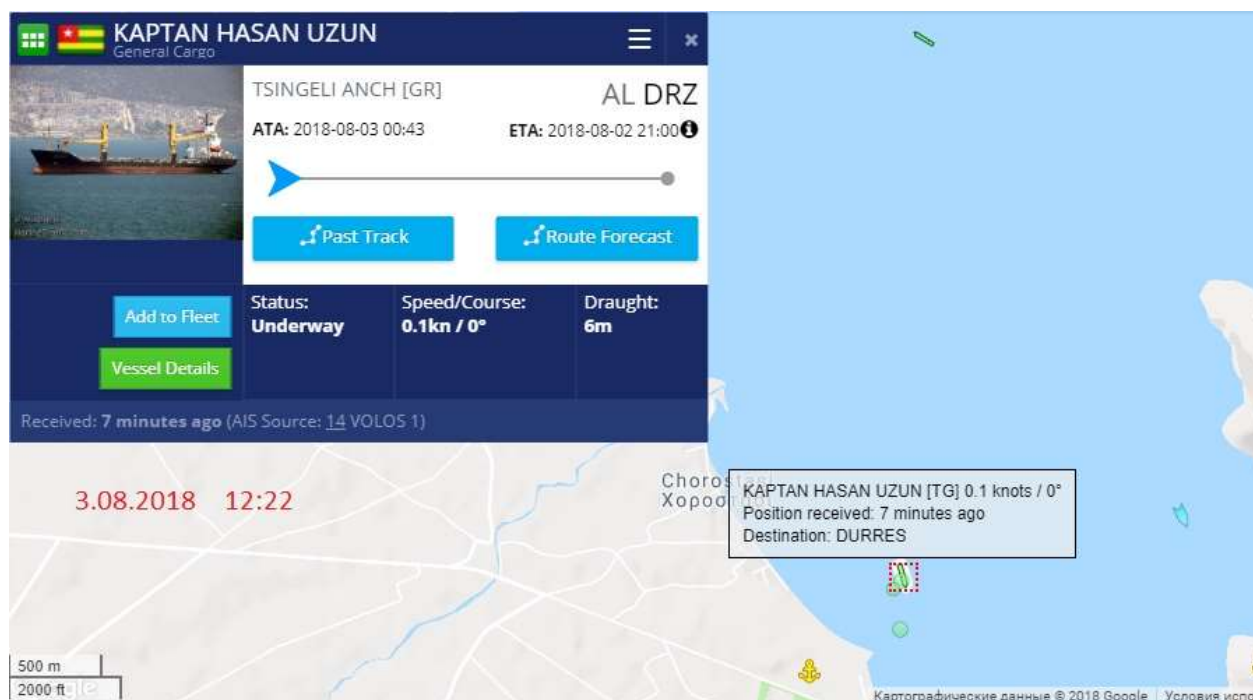 KAPTAN HASAN UZUN
General Cargo
TSINGELI ANCH [GR]
AL DRZ
ATA: 2018-08-03 00:43
ETA: 2018-08-02 21:00
Past Track
Route Forecast
Add to Fleet
Vessel Details
Status:
Underway
Speed/Course:
0.1kn / 0°
Draught:
6m
Received: 7 minutes ago (AIS Source: 14 VOLOS 1)
3.08.2018 12:22
KAPTAN HASAN UZUN [TG] 0.1 knots / 0°
Position received: 7 minutes ago
Destination: DURRES
500 m
2000 ft
Картографические данные © 2018 Google
Условия